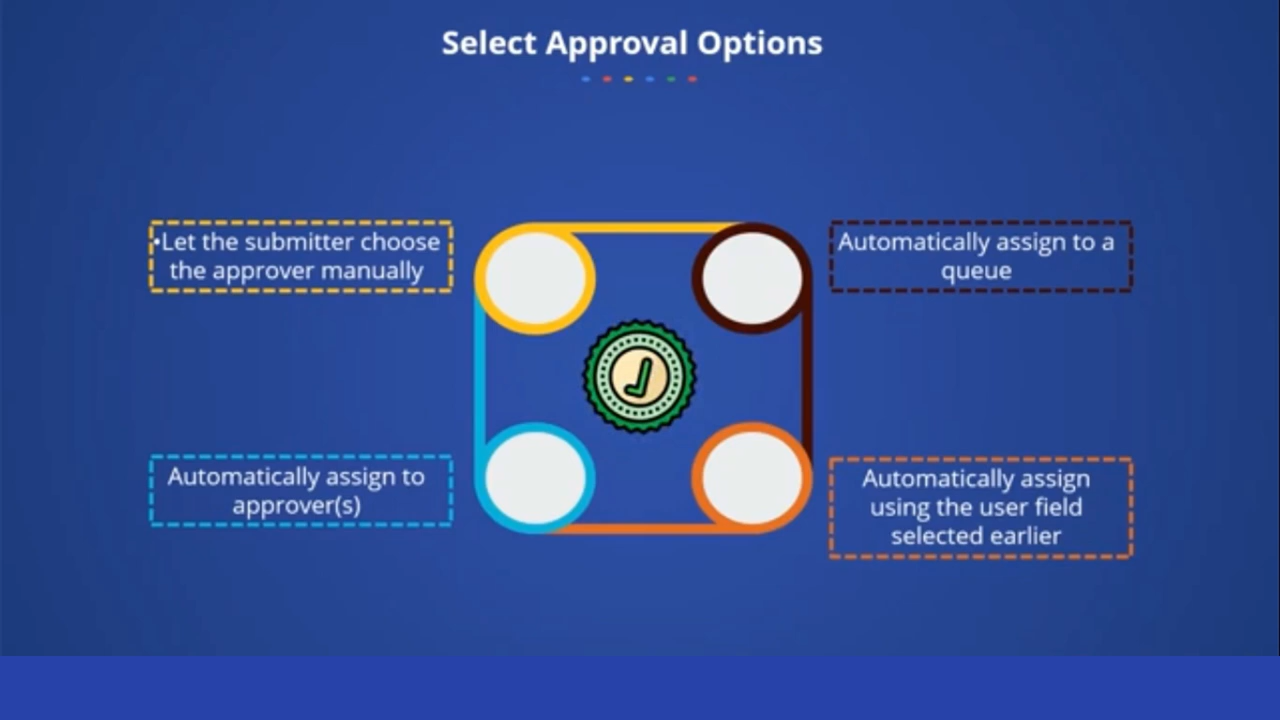 Select Approval Options
•Let the submitter choose
the approver manually
Automatically assign to a
queue
Automatically assign to
approver(s)
Automatically assign
using the user field
selected earlier